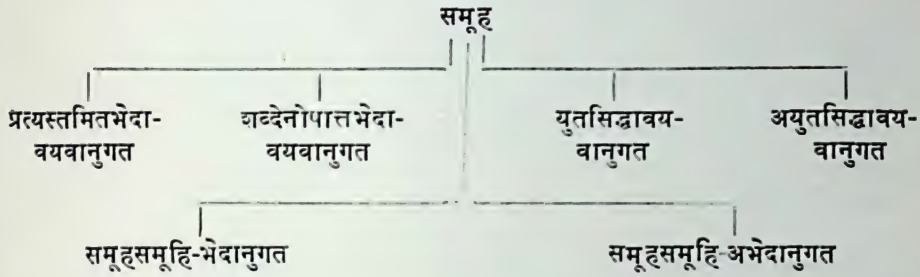 समूह
प्रत्यस्तमितभेदा- शब्देनोपात्तभेदा- युतसिद्धावय- अयुतसिद्धावय-
वयवानुगत वयवानुगत वानुगत वानुगत
समूहसमूहि-भेदानुगत समूहसमूहि-अभेदानुगत